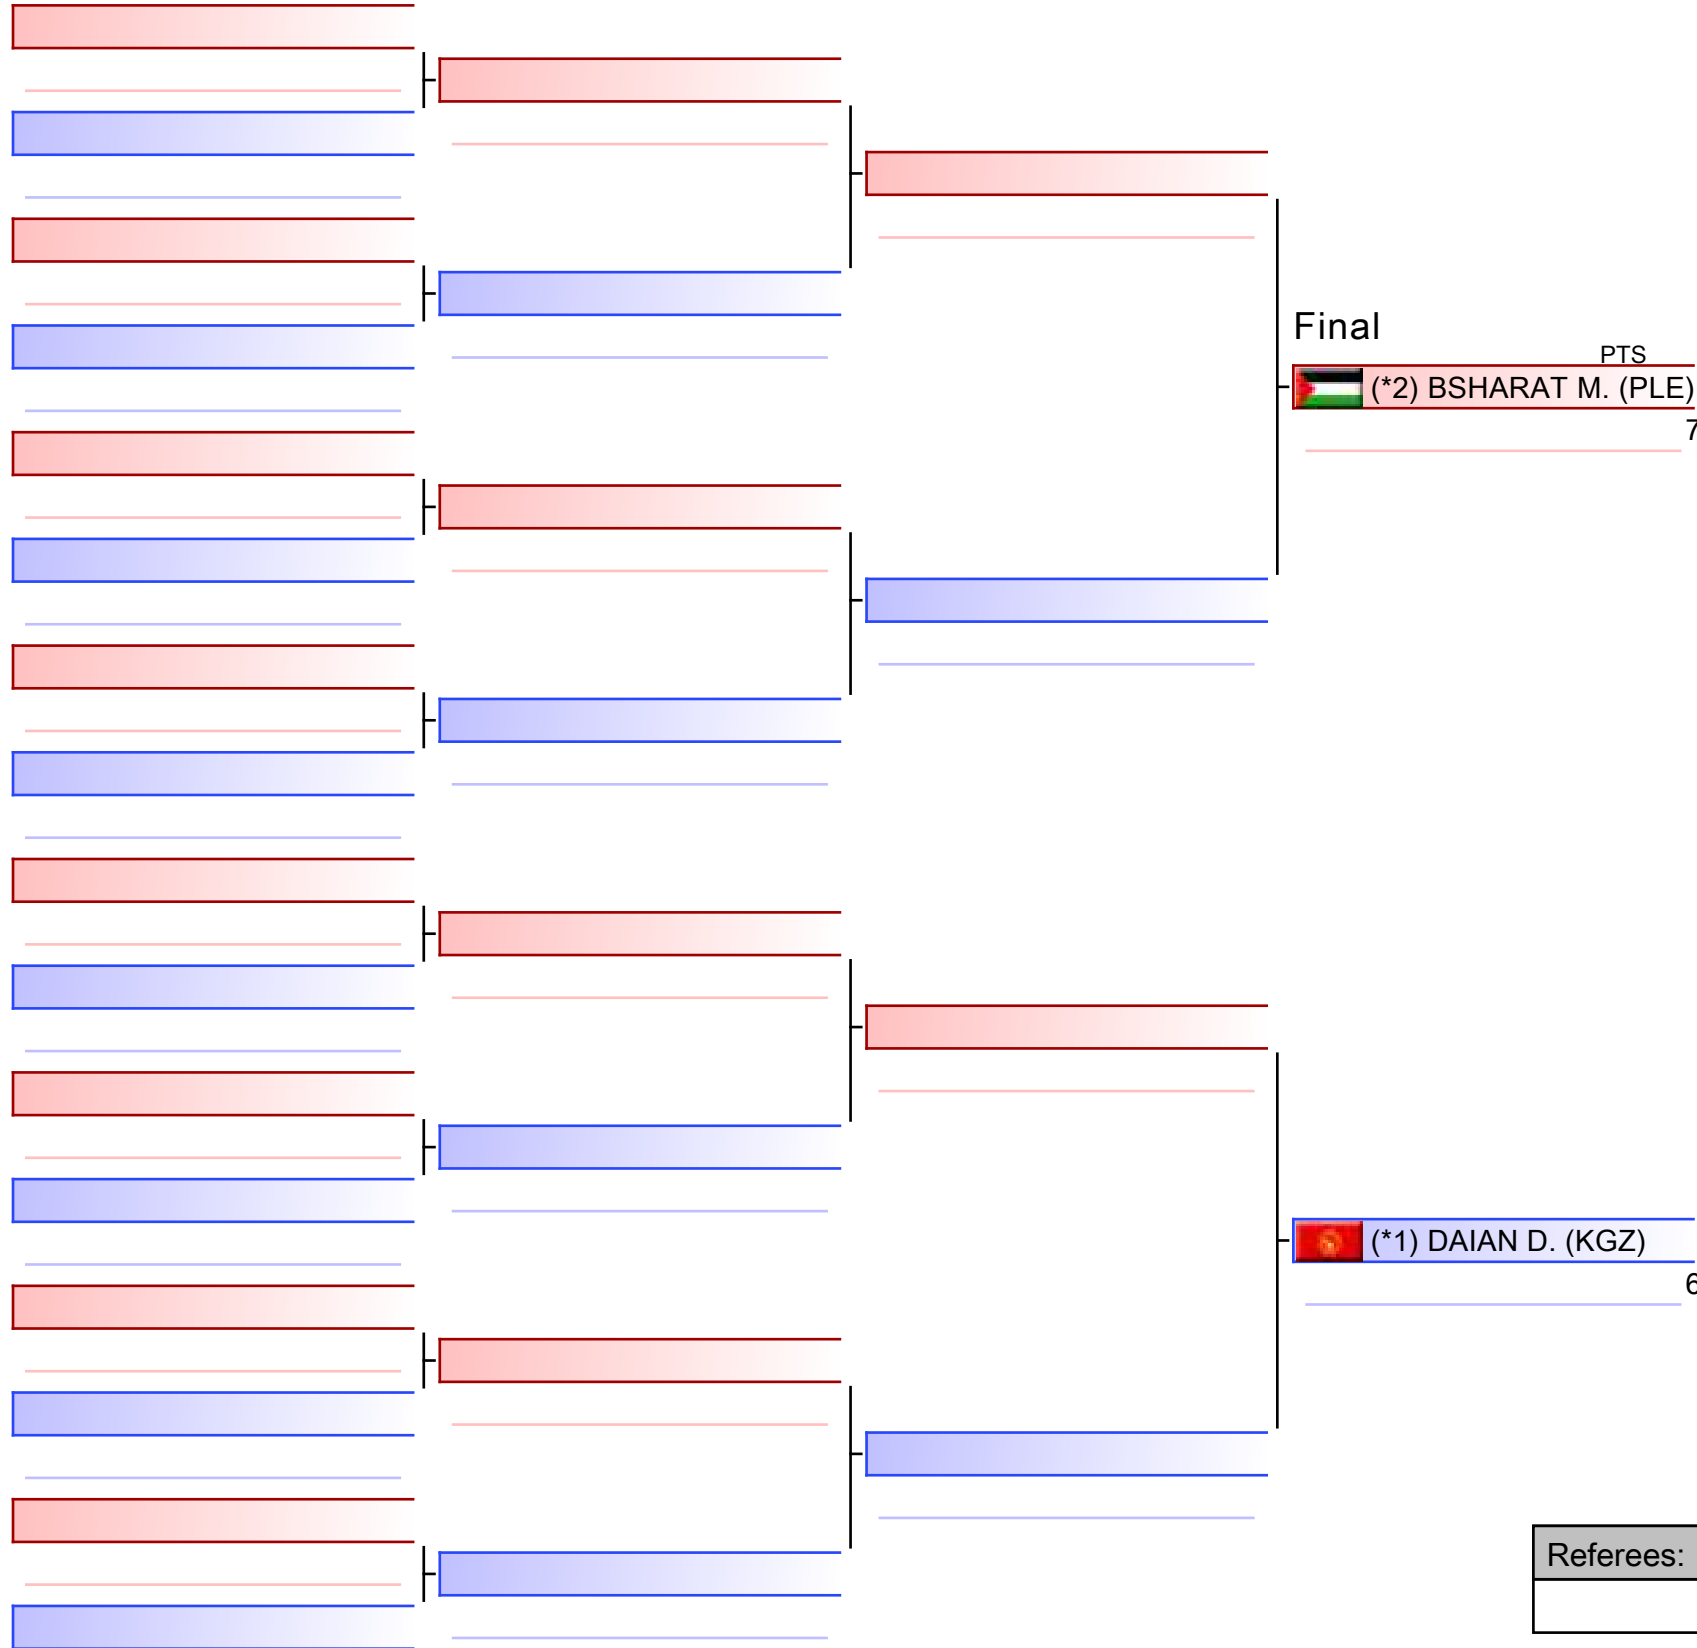 Final
PTS
(*2) BSHARAT M. (PLE)
7
(*1) DAIAN D. (KGZ)
6
Referees: